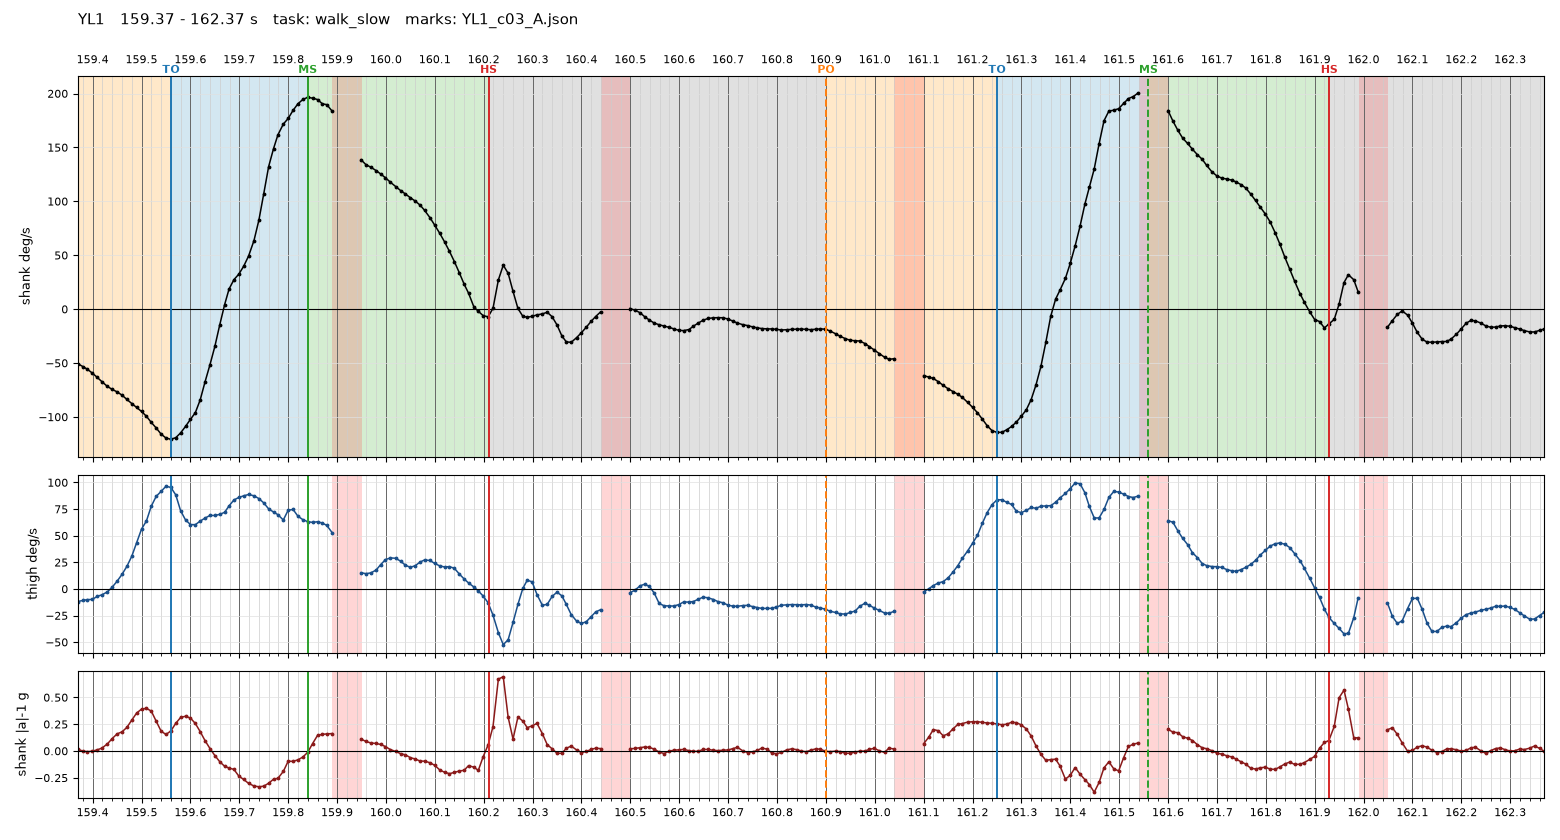 YL1   159.37 - 162.37 s   task: walk_slow   marks: YL1_c03_A.json
159.4 159.5 159.6 159.7 159.8 159.9 160.0 160.1 160.2 160.3 160.4 160.5 160.6 160.7 160.8 160.9 161.0 161.1 161.2 161.3 161.4 161.5 161.6 161.7 161.8 161.9 162.0 162.1 162.2 162.3
TO MS HS PO TO MS HS
shank deg/s
200
150
100
50
0
−50
−100
thigh deg/s
100
75
50
25
0
−25
−50
shank |a|-1 g
0.50
0.25
0.00
−0.25
159.4 159.5 159.6 159.7 159.8 159.9 160.0 160.1 160.2 160.3 160.4 160.5 160.6 160.7 160.8 160.9 161.0 161.1 161.2 161.3 161.4 161.5 161.6 161.7 161.8 161.9 162.0 162.1 162.2 162.3